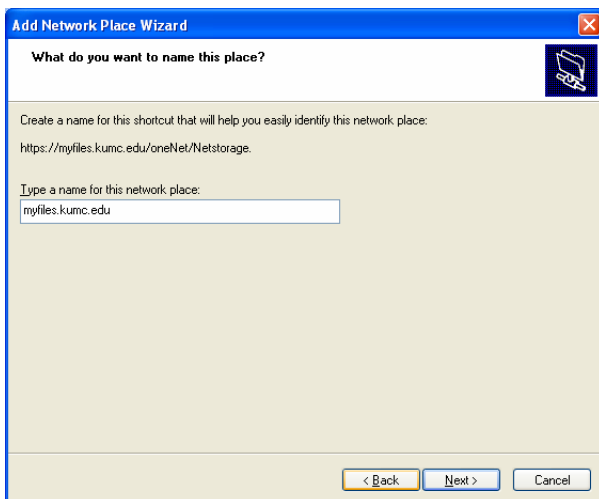 Add Network Place Wizard
What do you want to name this place?
Create a name for this shortcut that will help you easily identify this network place:
https://myfiles.kumc.edu/oneNet/Netstorage.
Type a name for this network place:
myfiles.kumc.edu
< Back Next > Cancel